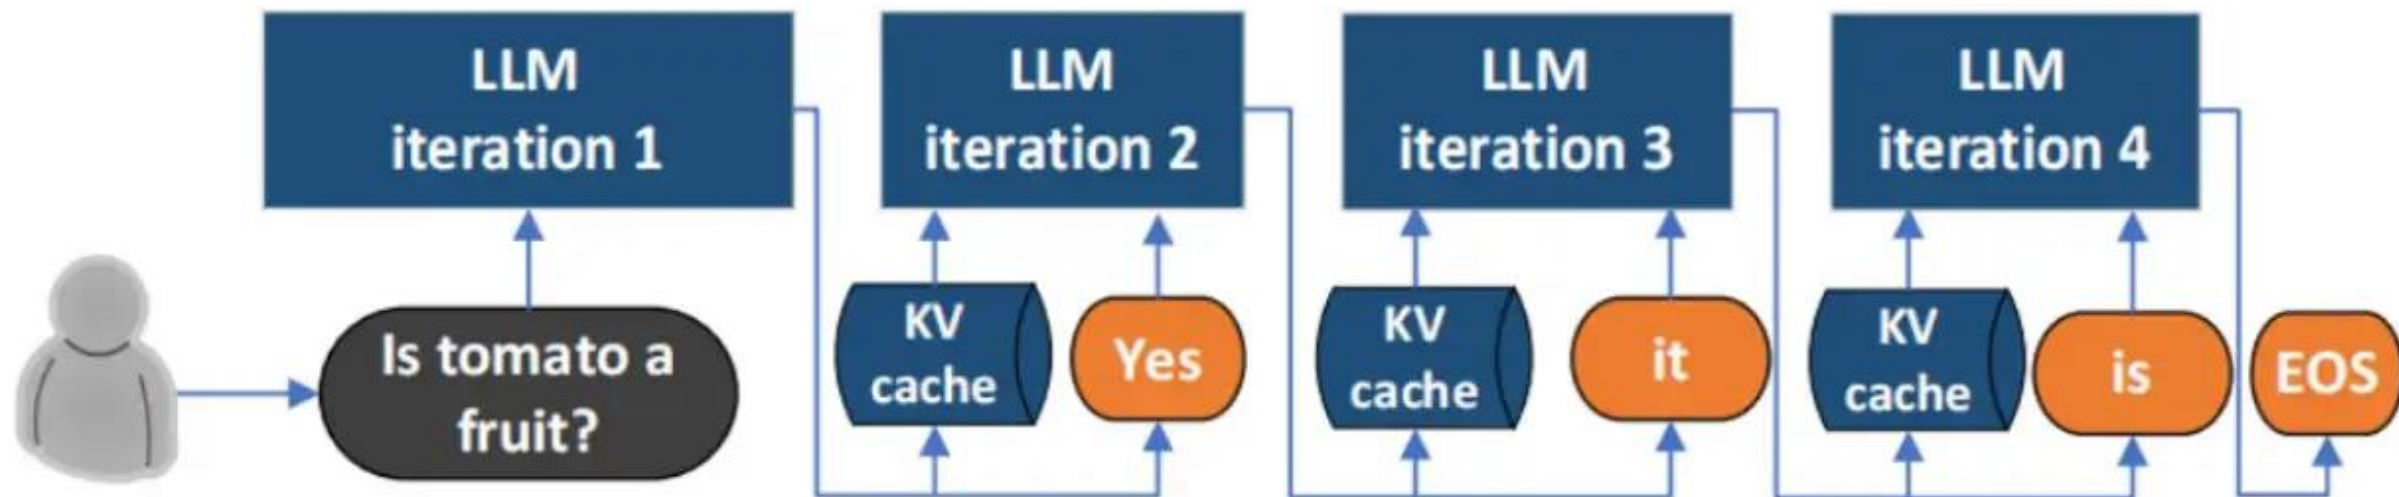 LLM
iteration 1
LLM
iteration 2
LLM
iteration 3
LLM
iteration 4
Is tomato a
fruit?
KV
cache
Yes
KV
cache
it
KV
cache
is
EOS